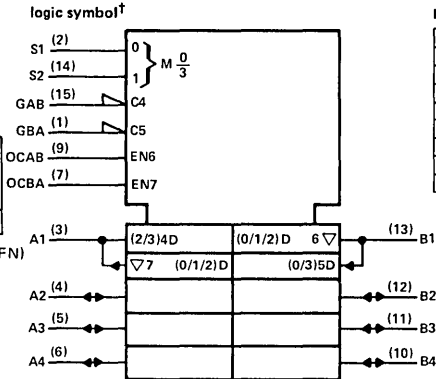 logic symbol†
S1 (2) 0 } M 0/3
S2 (14) 1
GAB (15) C4
GBA (1) C5
OCAB (9) EN6
OCBA (7) EN7
A1 (3) (2/3)4D (0/1/2)D 6 ▽ (13) B1
FN) ▽ 7 (0/1/2)D (0/3)5D
A2 (4) (12) B2
A3 (5) (11) B3
A4 (6) (10) B4